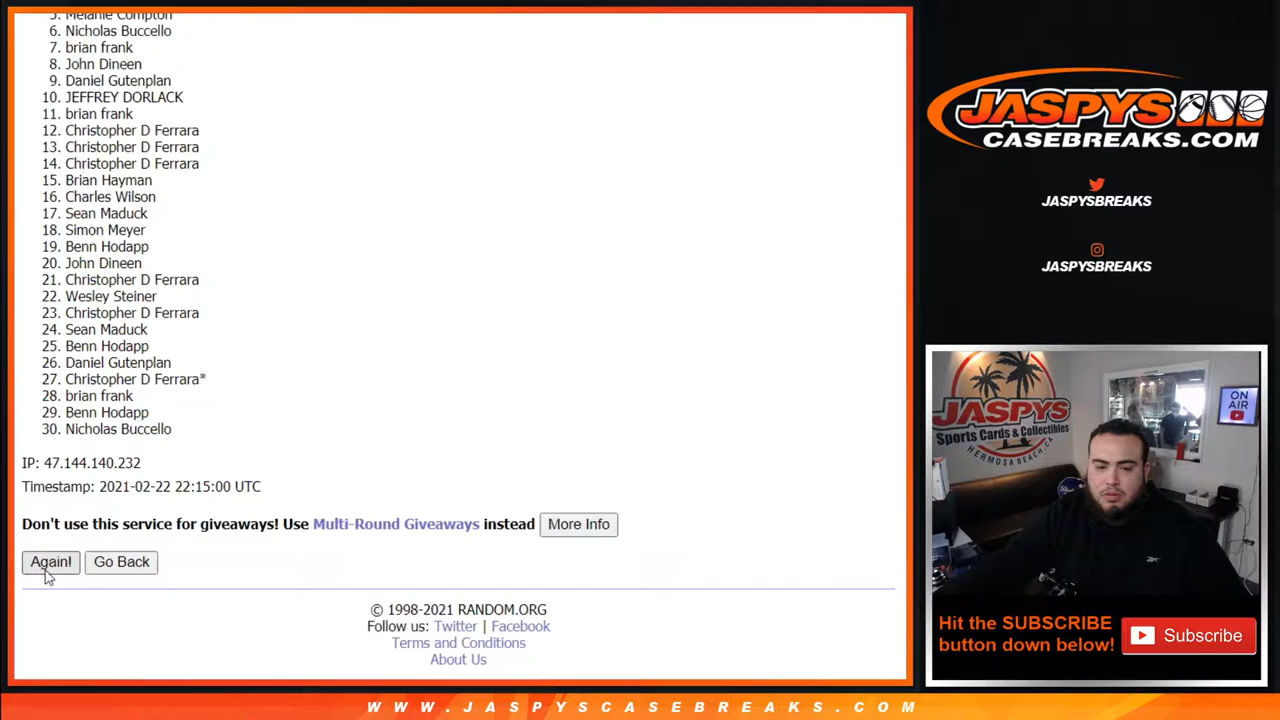 5. Melanie Compton
6. Nicholas Buccello
7. brian frank
8. John Dineen
9. Daniel Gutenplan
10. JEFFREY DORLACK
11. brian frank
12. Christopher D Ferrara
13. Christopher D Ferrara
14. Christopher D Ferrara
15. Brian Hayman
16. Charles Wilson
17. Sean Maduck
18. Simon Meyer
19. Benn Hodapp
20. John Dineen
21. Christopher D Ferrara
22. Wesley Steiner
23. Christopher D Ferrara
24. Sean Maduck
25. Benn Hodapp
26. Daniel Gutenplan
27. Christopher D Ferrara*
28. brian frank
29. Benn Hodapp
30. Nicholas Buccello
IP: 47.144.140.232
Timestamp: 2021-02-22 22:15:00 UTC
Don't use this service for giveaways! Use Multi-Round Giveaways instead More Info
Again! Go Back
© 1998-2021 RANDOM.ORG
Follow us: Twitter | Facebook
Terms and Conditions
About Us
JASPYS
CASEBREAKS.COM
JASPYSBREAKS
JASPYSBREAKS
JASPYS
Sports Cards & Collectibles
HERMOSA BEACH, CA
ON
AIR
Hit the SUBSCRIBE
button down below!
Subscribe
WWW.JASPYSCASEBREAKS.COM